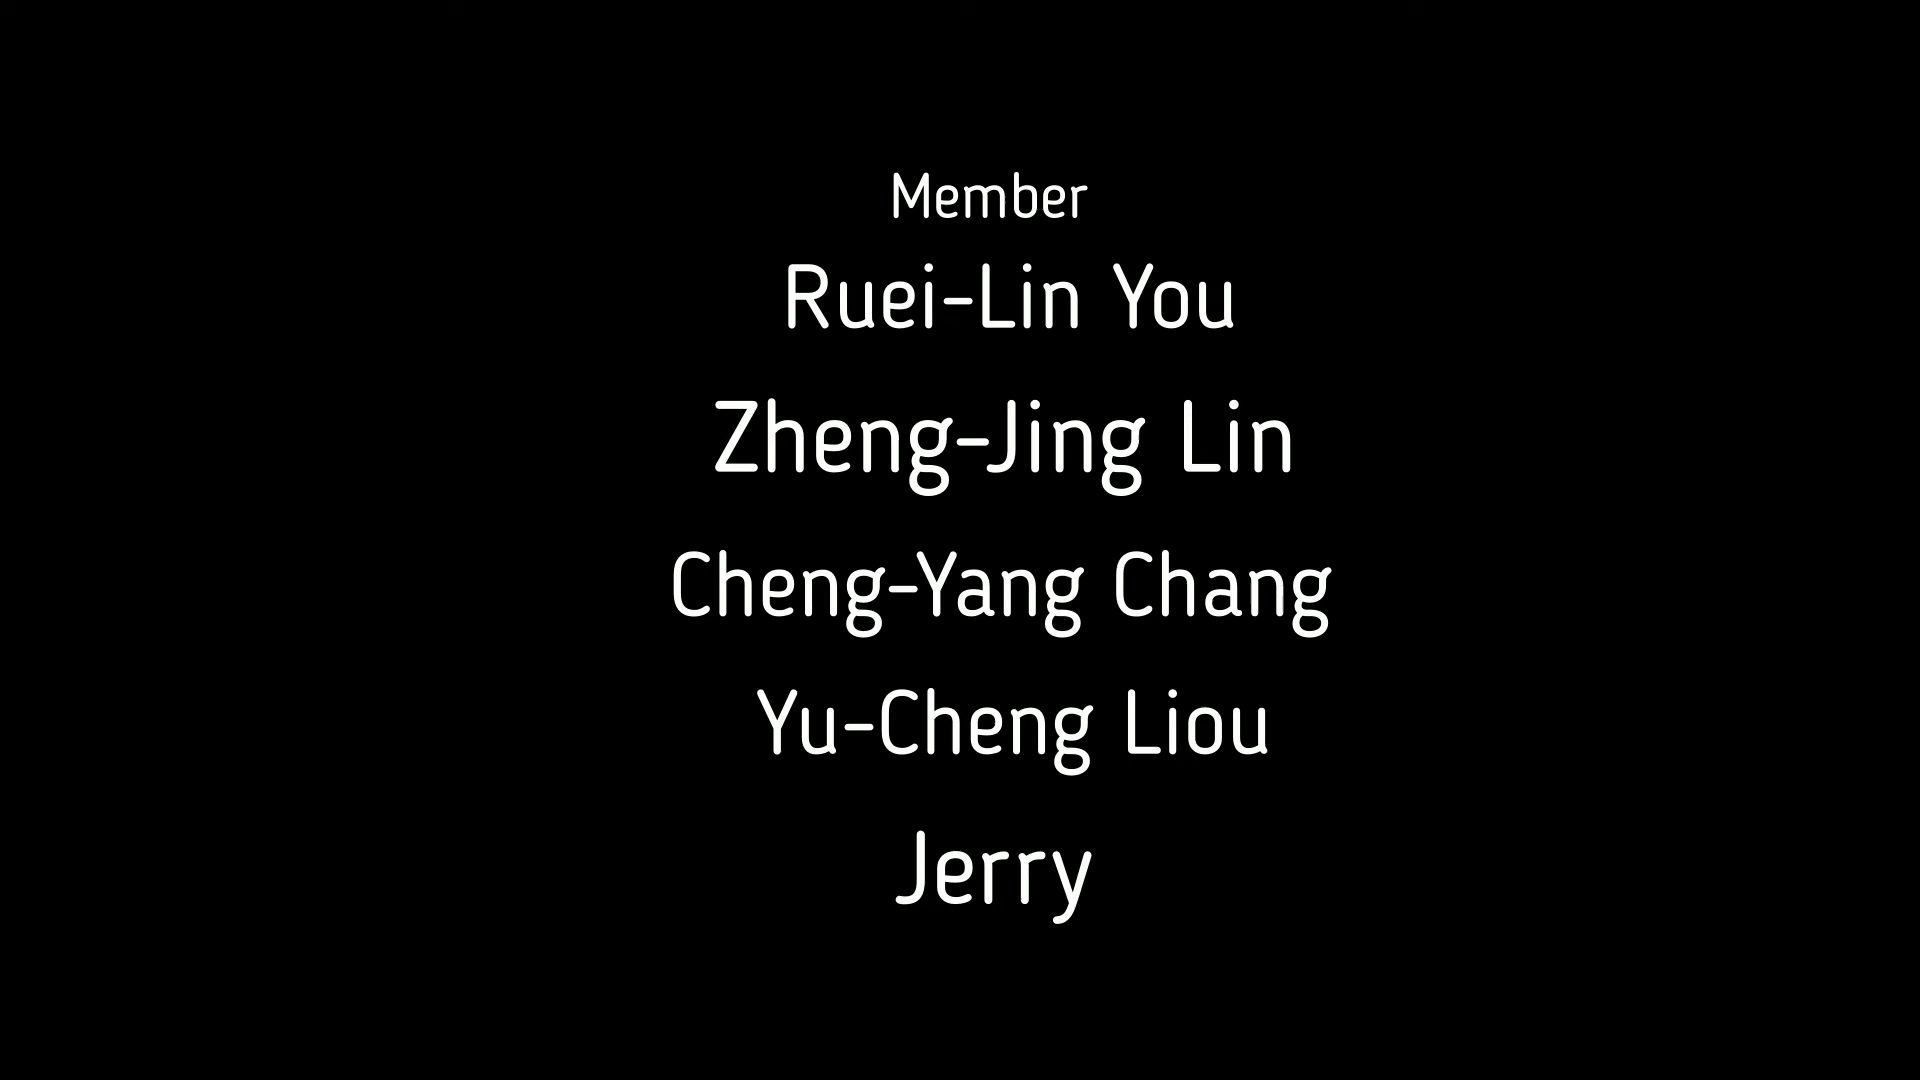 Member
Ruei-Lin You
Zheng-Jing Lin
Cheng-Yang Chang
Yu-Cheng Liou
Jerry